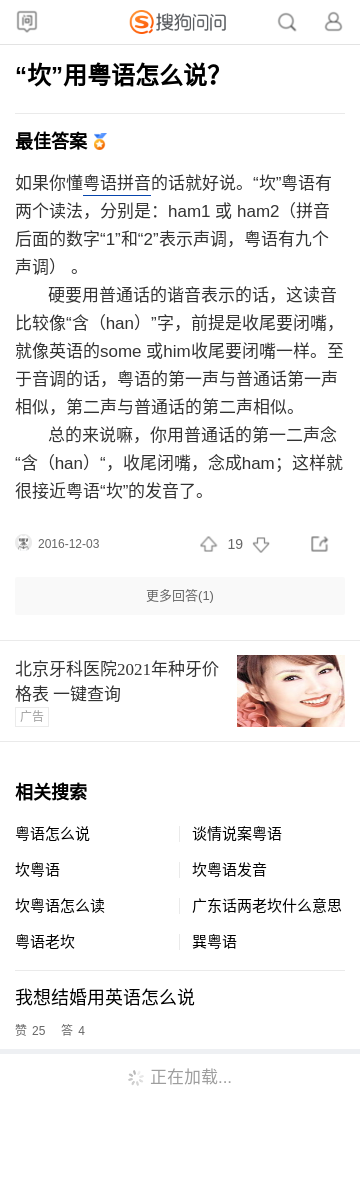 问
搜狗问问
“坎”用粤语怎么说?
最佳答案
如果你懂粤语拼音的话就好说。“坎”粤语有
两个读法，分别是：ham1 或 ham2（拼音
后面的数字“1”和“2”表示声调，粤语有九个
声调） 。
硬要用普通话的谐音表示的话，这读音
比较像“含（han）”字，前提是收尾要闭嘴，
就像英语的some 或him收尾要闭嘴一样。至
于音调的话，粤语的第一声与普通话第一声
相似，第二声与普通话的第二声相似。
总的来说嘛，你用普通话的第一二声念
“含（han）“，收尾闭嘴，念成ham；这样就
很接近粤语“坎”的发音了。
2016-12-03 19
更多回答(1)
北京牙科医院2021年种牙价
格表 一键查询
广告
相关搜索
粤语怎么说 谈情说案粤语
坎粤语 坎粤语发音
坎粤语怎么读 广东话两老坎什么意思
粤语老坎 巽粤语
我想结婚用英语怎么说
赞 25 答 4
正在加载...